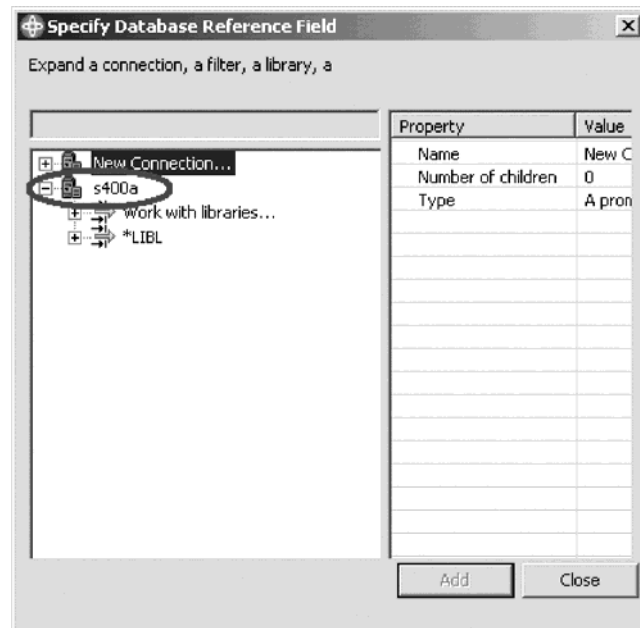 Specify Database Reference Field
Expand a connection, a filter, a library, a
Property Value
New Connection...
s400a
Work with libraries...
*LIBL
Name New C
Number of children 0
Type A pron
Add Close